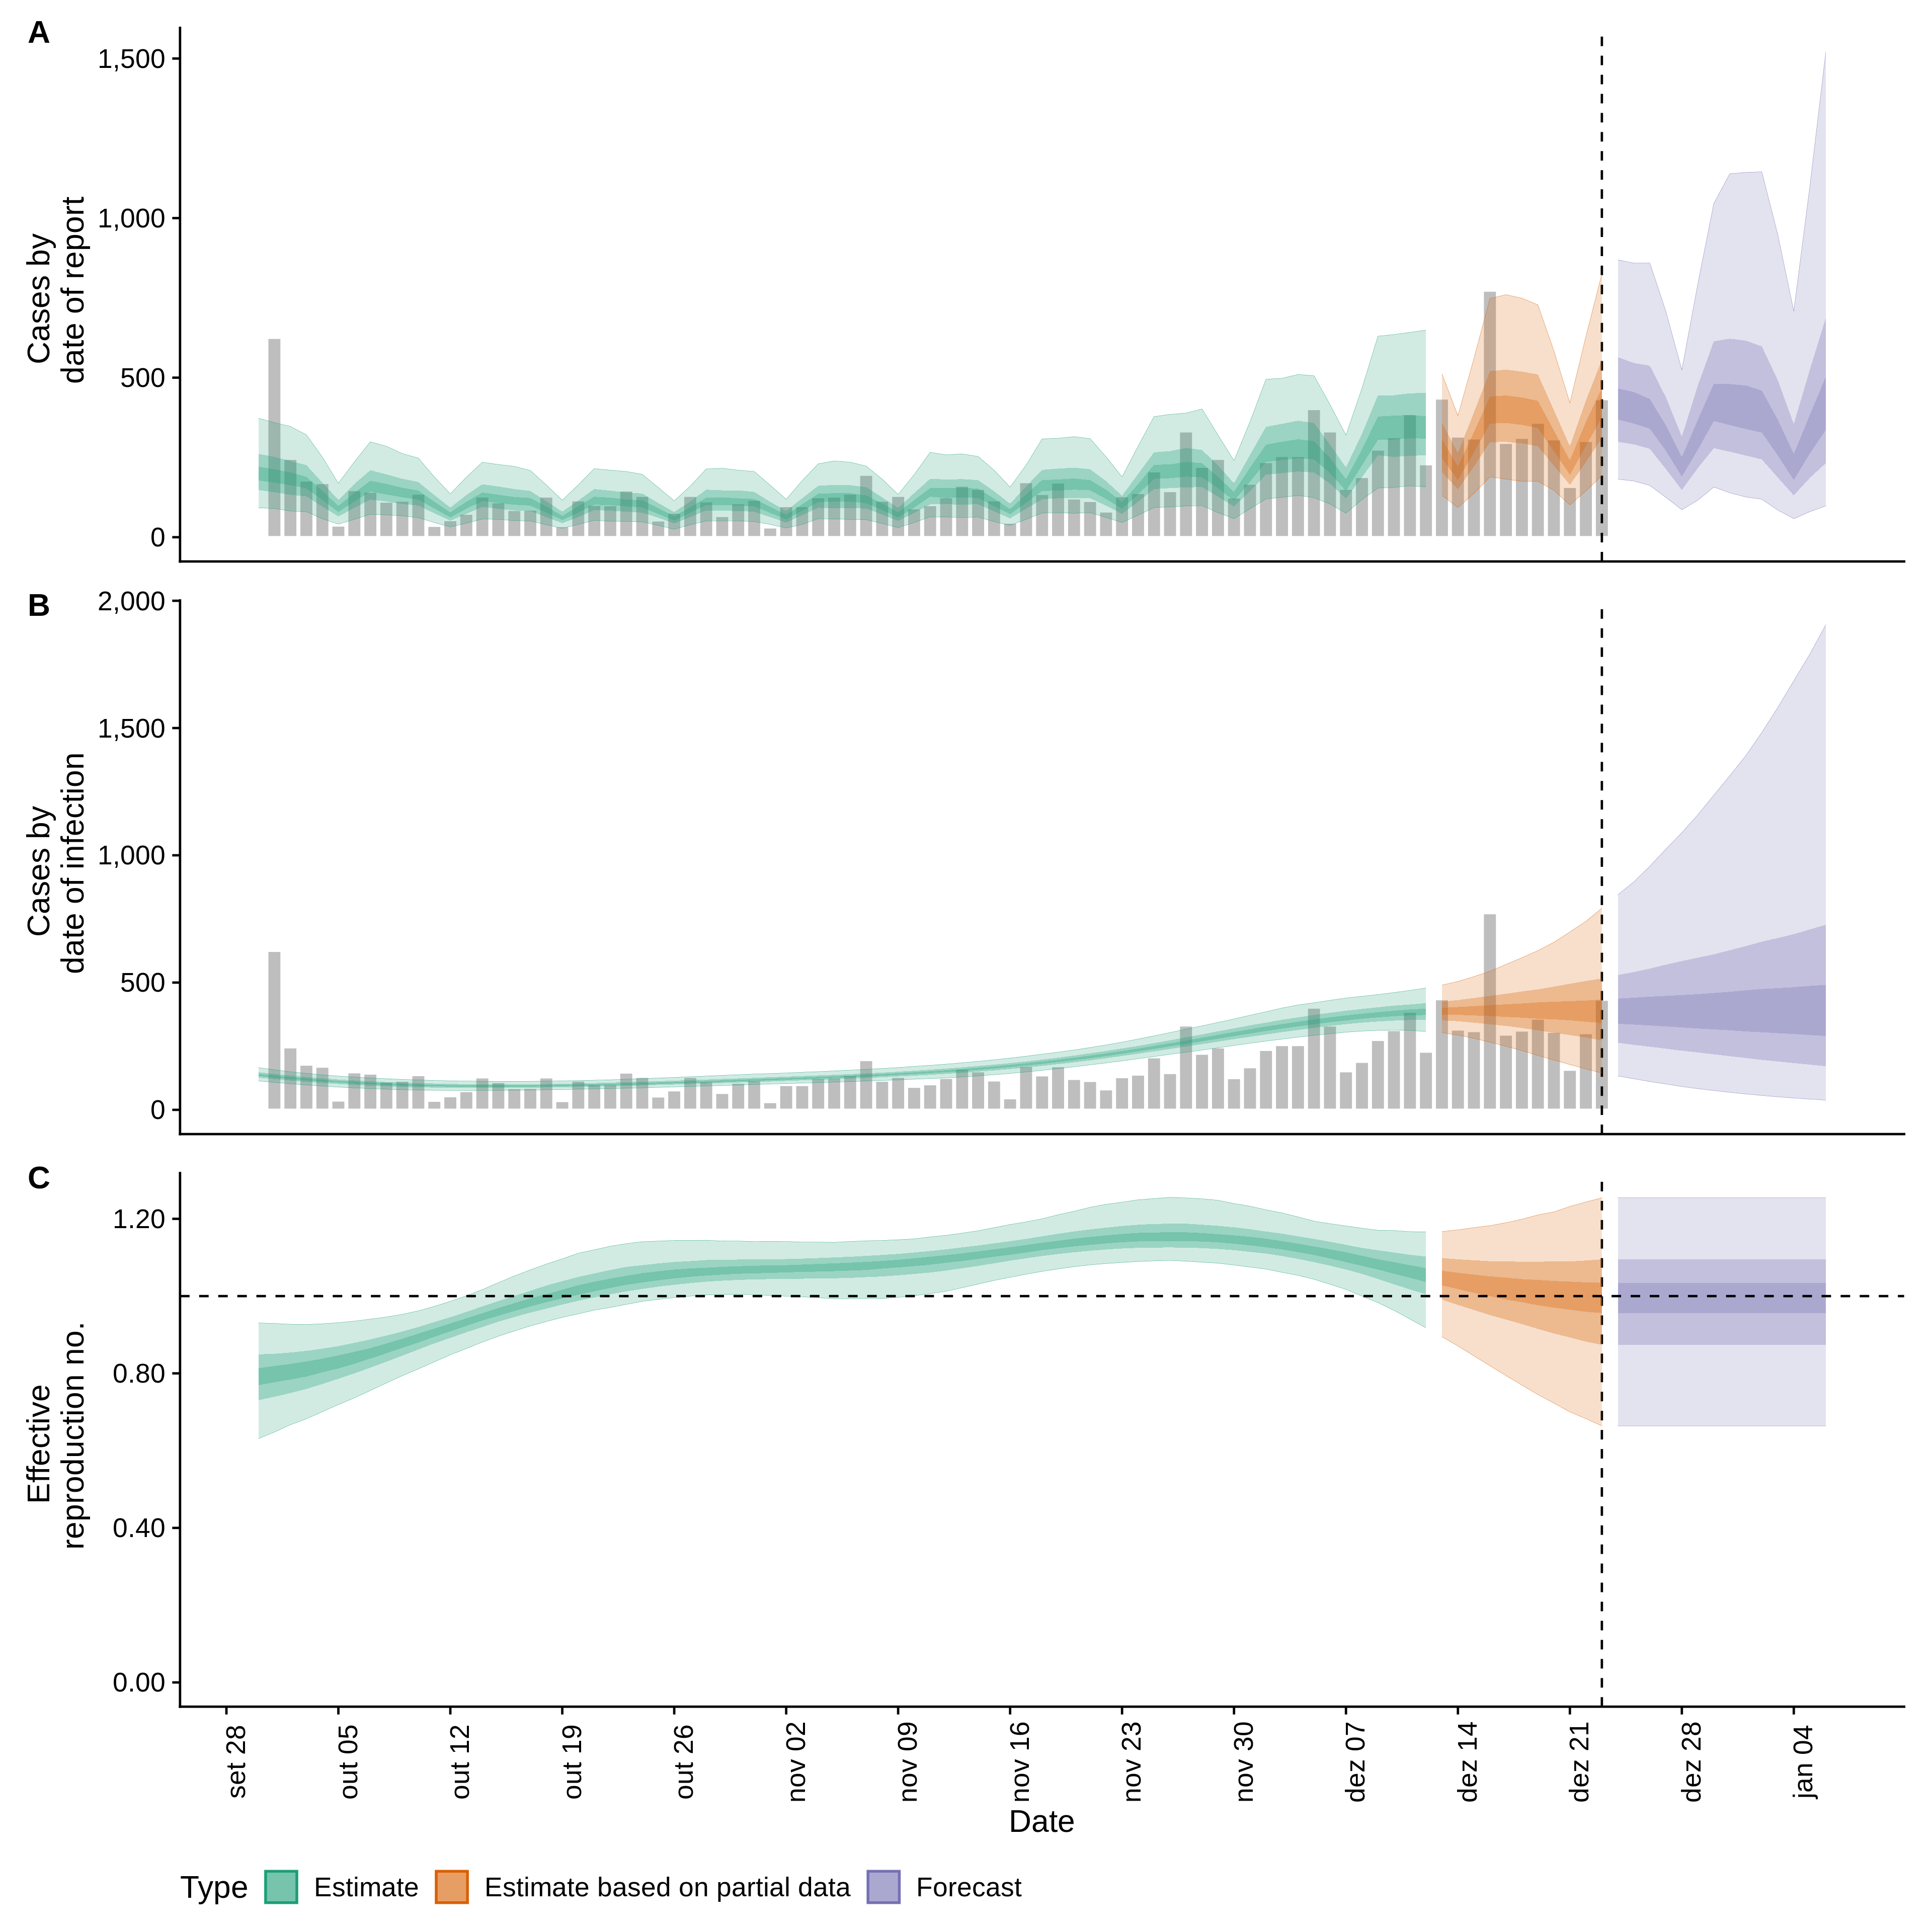 A
1,500
1,000
500
0
Cases by
date of report
B
2,000
1,500
1,000
500
0
Cases by
date of infection
C
1.20
0.80
0.40
0.00
Effective
reproduction no.
set 28
out 05
out 12
out 19
out 26
nov 02
nov 09
nov 16
nov 23
nov 30
dez 07
dez 14
dez 21
dez 28
jan 04
Date
Type Estimate Estimate based on partial data Forecast